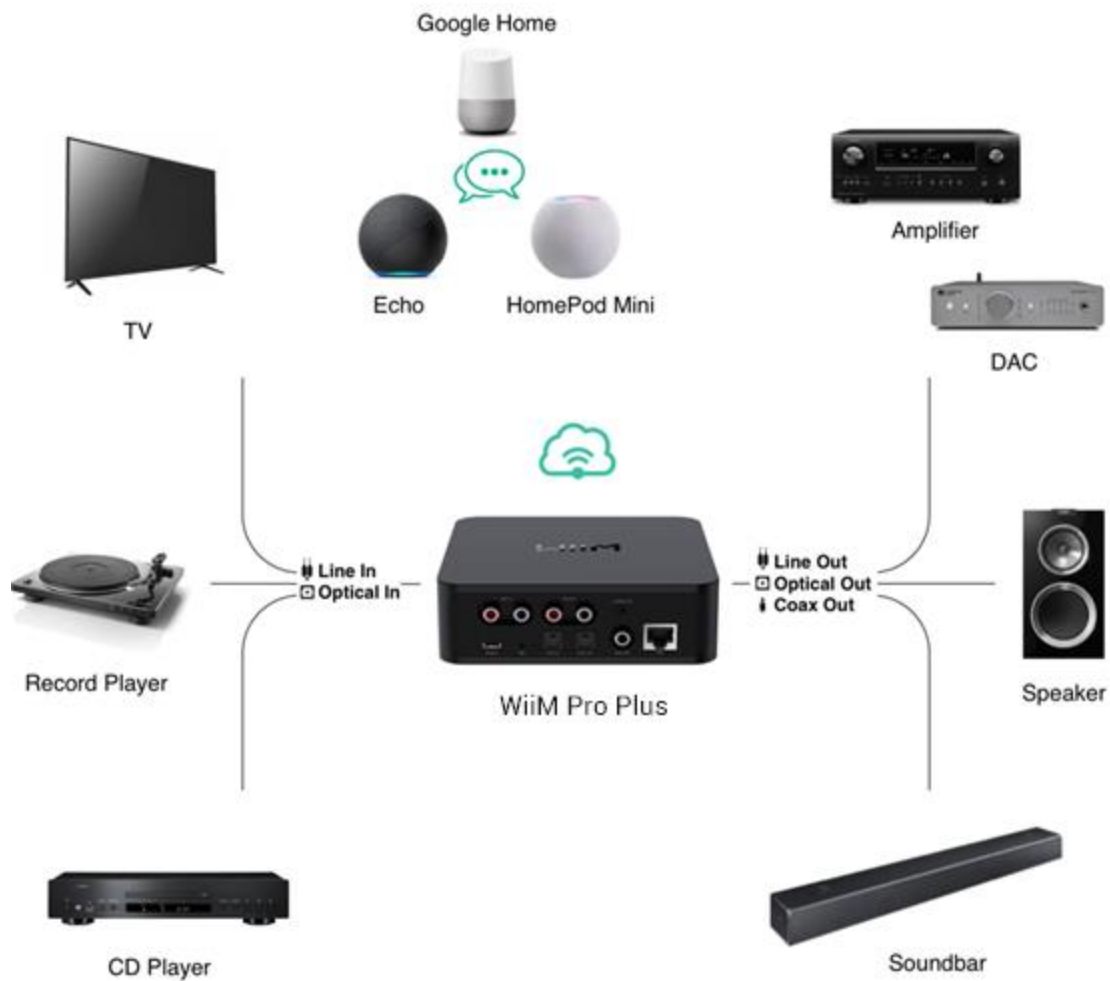 Google Home
TV
Echo
HomePod Mini
Amplifier
DAC
Line In
Optical In
WiiM
Line Out
Optical Out
Coax Out
Record Player
WiiM Pro Plus
Speaker
CD Player
Soundbar